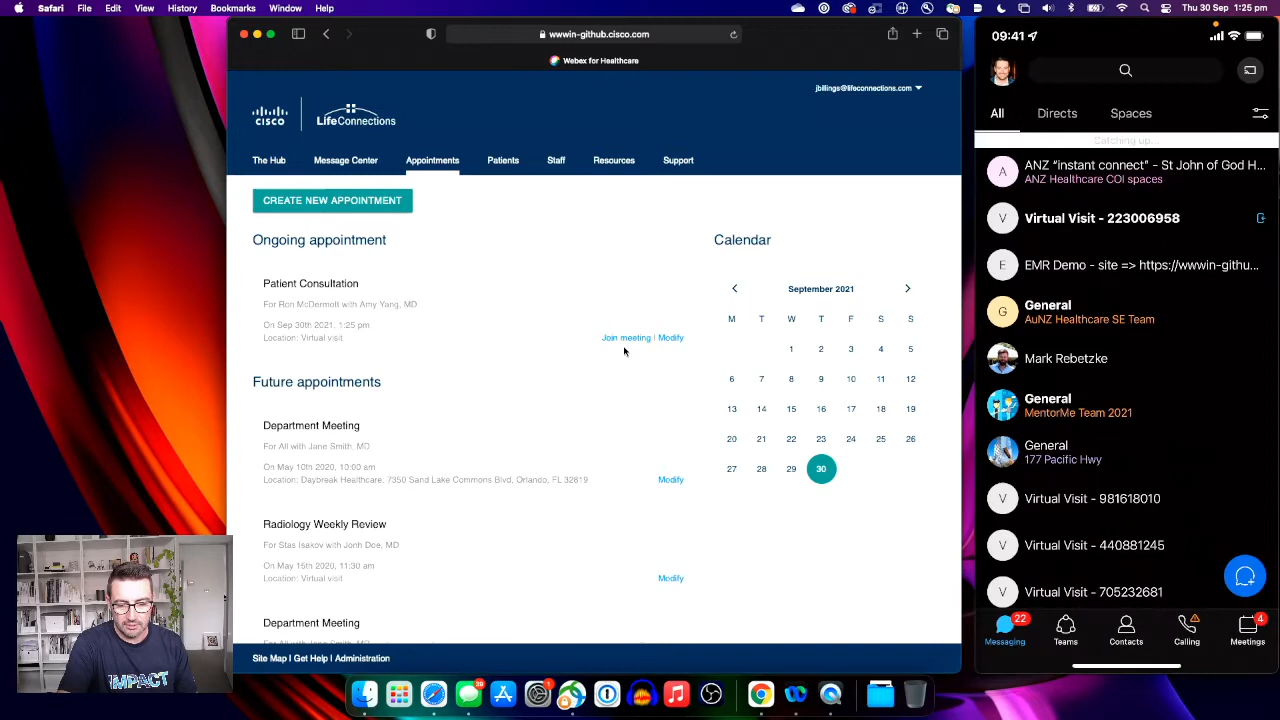 Safari File Edit View History Bookmarks Window Help
Thu 30 Sep
wwwin-github.cisco.com
Webex for Healthcare
jbillings@lifeconnections.com
CISCO
LifeConnections
The Hub Message Center Appointments Patients Staff Resources Support
CREATE NEW APPOINTMENT
Ongoing appointment
Patient Consultation
For Ron McDermott with Amy Yang, MD
On Sep 30th 2021, 1:25 pm
Location: Virtual visit
Join meeting | Modify
Future appointments
Department Meeting
For All with Jane Smith, MD
On May 10th 2020, 10:00 am
Location: Daybreak Healthcare, 7350 Sand Lake Commons Blvd, Orlando, FL 32819
Modify
Radiology Weekly Review
For Stas Isakov with Jonh Doe, MD
On May 15th 2020, 11:30 am
Location: Virtual visit
Modify
Department Meeting
Calendar
September 2021
M T W T F S S
1 2 3 4 5
6 7 8 9 10 11 12
13 14 15 16 17 18 19
20 21 22 23 24 25 26
27 28 29 30
Site Map | Get Help | Administration
IMPACT
39
1
09:41
All Directs Spaces
Catching up...
A
ANZ “instant connect” - St John of God H...
ANZ Healthcare COI spaces
V
Virtual Visit - 223006958
E
EMR Demo - site => https://wwwin-githu...
G
General
AuNZ Healthcare SE Team
Mark Rebetzke
General
MentorMe Team 2021
General
177 Pacific Hwy
V
Virtual Visit - 981618010
V
Virtual Visit - 440881245
V
Virtual Visit - 705232681
22
4
Messaging Teams Contacts Calling Meetings